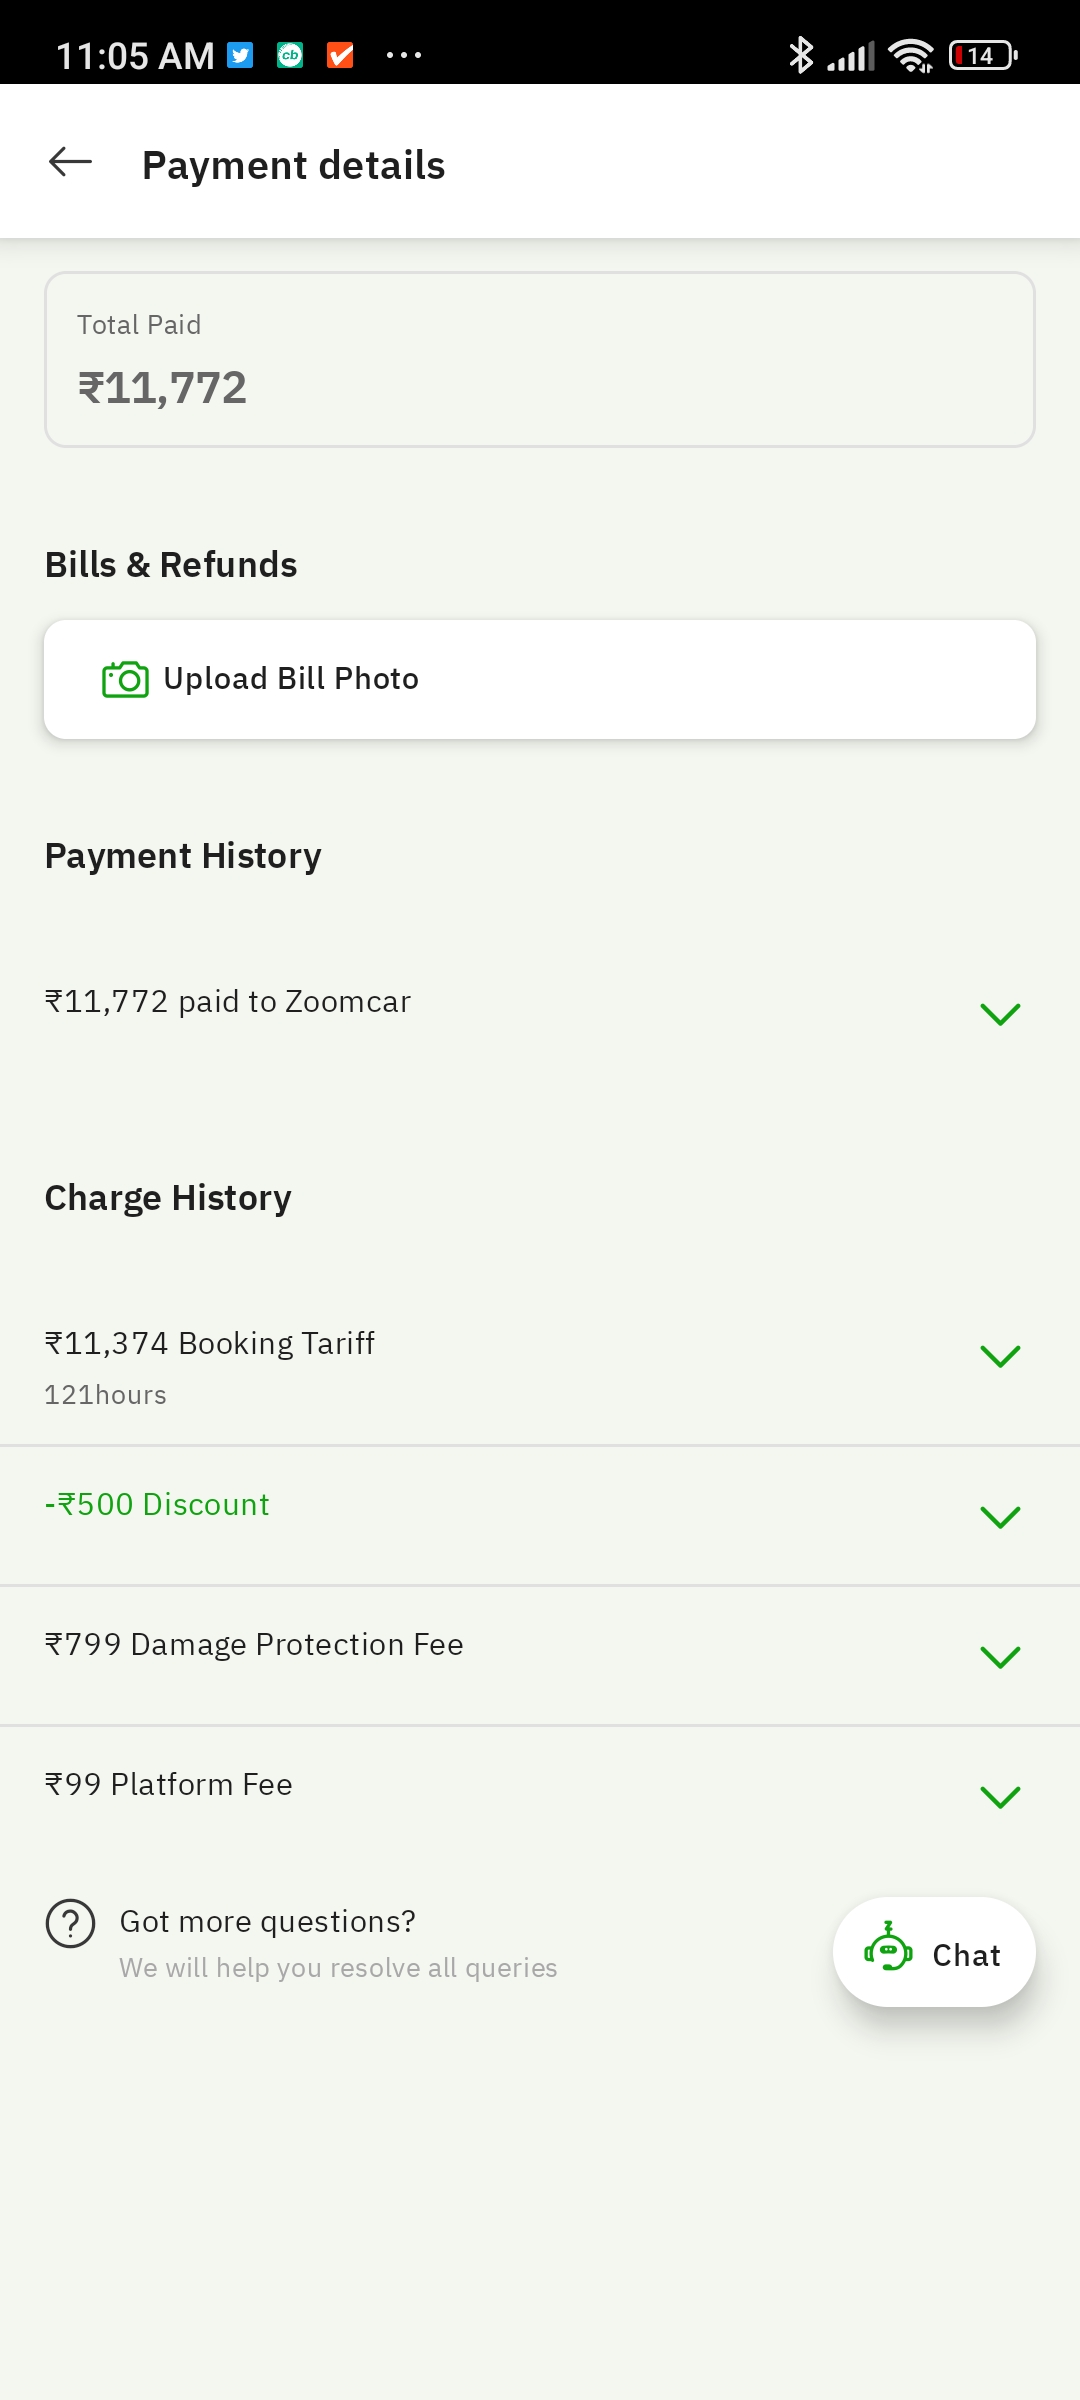 11:05 AM cb ... 14
Payment details
Total Paid
₹11,772
Bills & Refunds
Upload Bill Photo
Payment History
₹11,772 paid to Zoomcar
Charge History
₹11,374 Booking Tariff
121hours
-₹500 Discount
₹799 Damage Protection Fee
₹99 Platform Fee
Got more questions?
We will help you resolve all queries
Chat